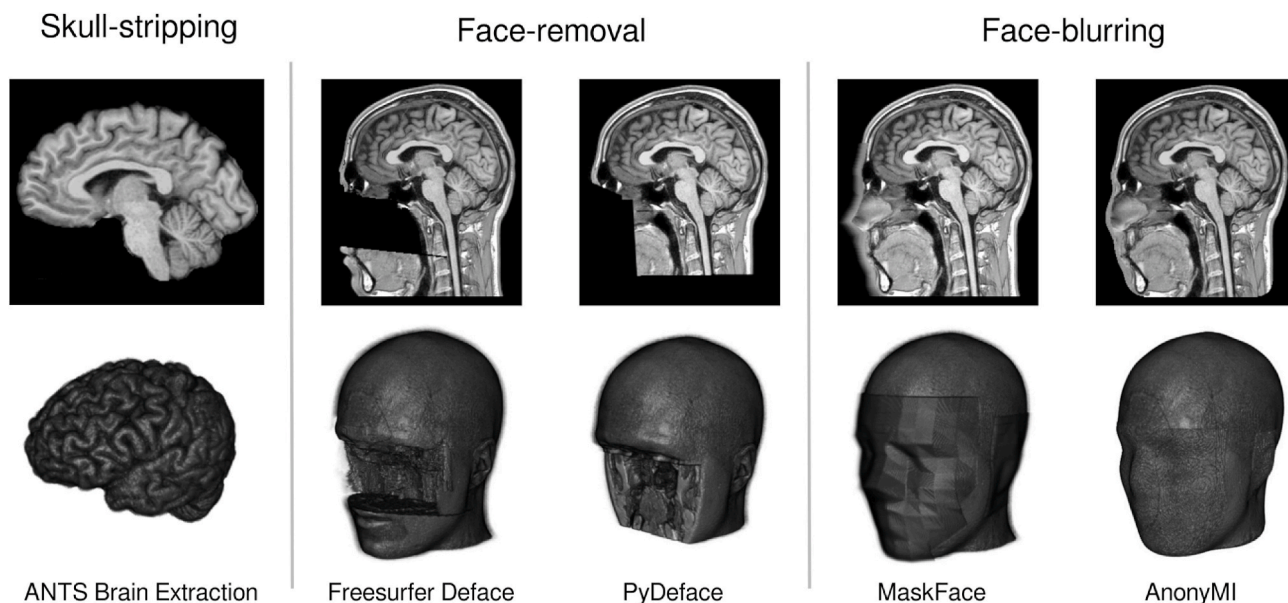 Skull-stripping
Face-removal
Face-blurring
ANTS Brain Extraction
Freesurfer Deface
PyDeface
MaskFace
AnonyMI